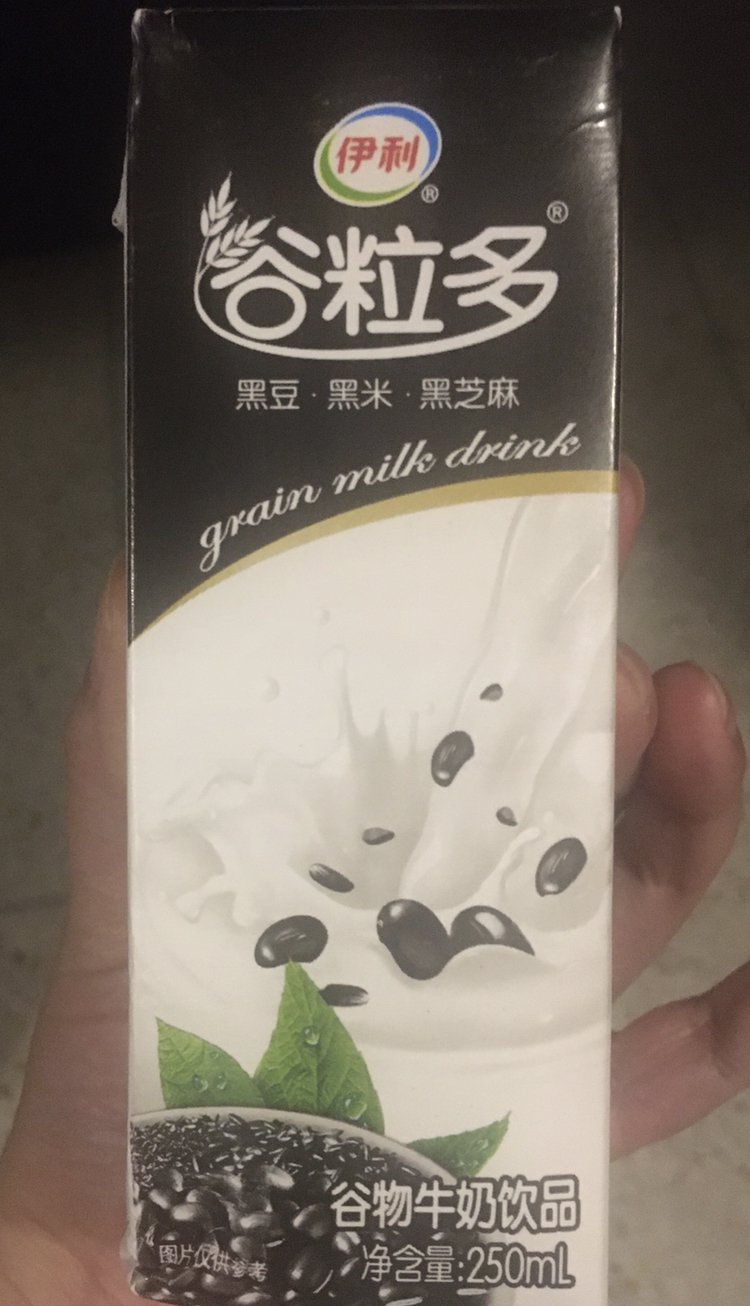 伊利®
谷粒多®
黑豆·黑米·黑芝麻
grain milk drink
谷物牛奶饮品
净含量:250mL
图片仅供参考